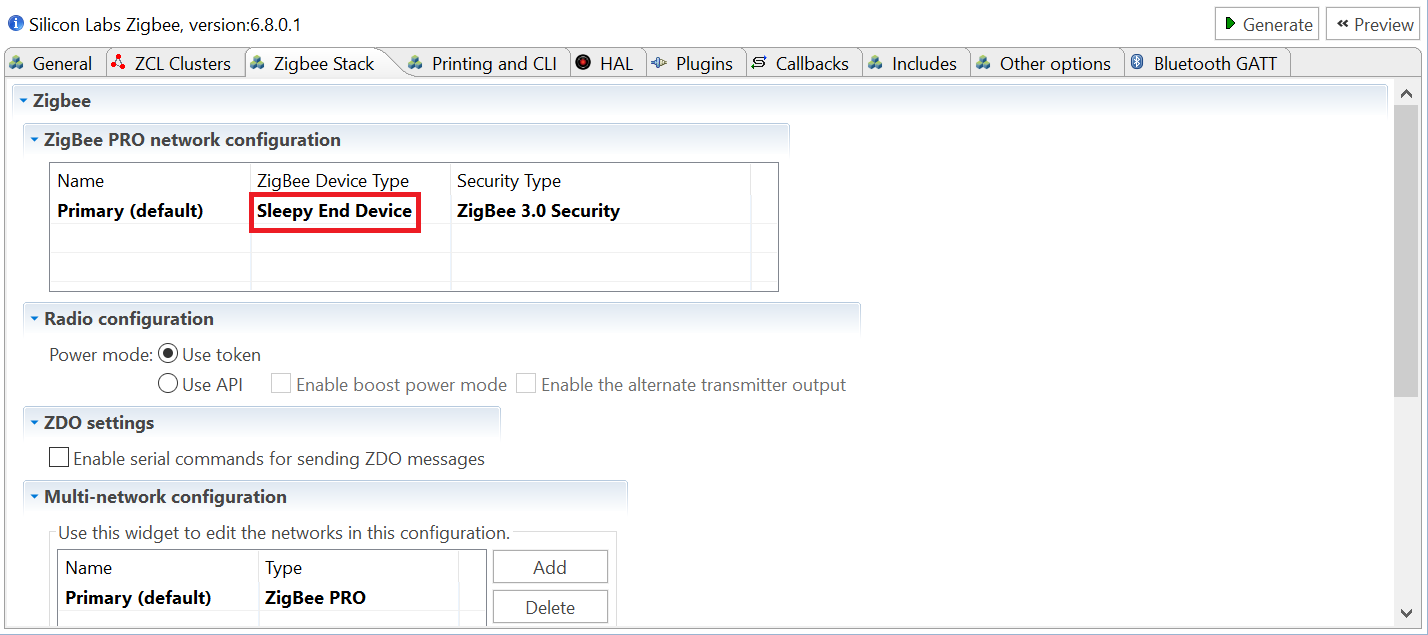 Silicon Labs Zigbee, version:6.8.0.1 Generate Preview
General ZCL Clusters Zigbee Stack Printing and CLI HAL Plugins Callbacks Includes Other options Bluetooth GATT
Zigbee
ZigBee PRO network configuration
Name ZigBee Device Type Security Type
Primary (default) Sleepy End Device ZigBee 3.0 Security
Radio configuration
Power mode: Use token
Use API Enable boost power mode Enable the alternate transmitter output
ZDO settings
Enable serial commands for sending ZDO messages
Multi-network configuration
Use this widget to edit the networks in this configuration.
Name Type Add
Primary (default) ZigBee PRO Delete